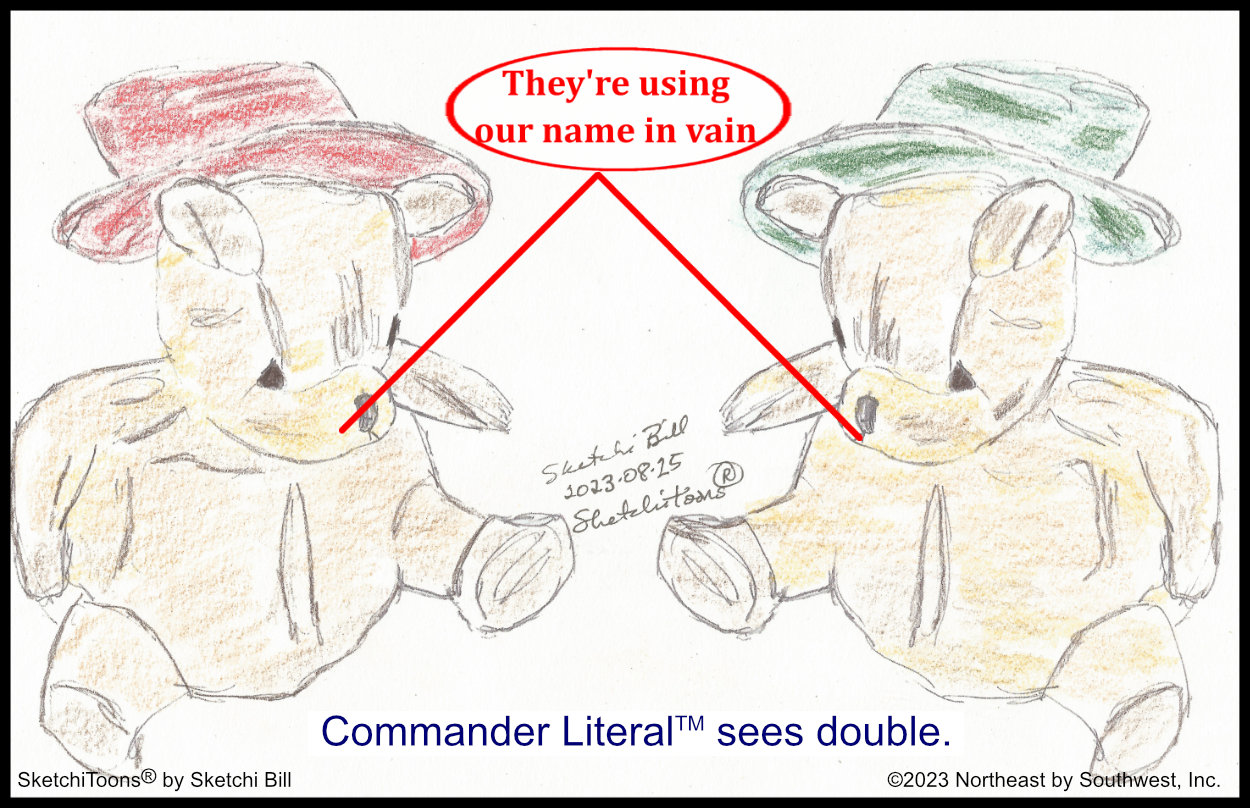 They're using
our name in vain
Sketchi Bill
2023-08-25
SketchiToons®
Commander Literal™ sees double.
SketchiToons® by Sketchi Bill
©2023 Northeast by Southwest, Inc.